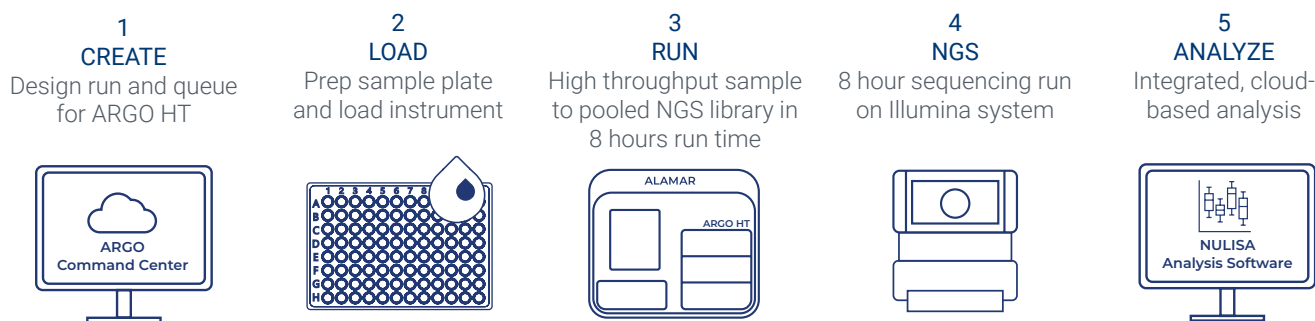 1
CREATE
Design run and queue
for ARGO HT
2
LOAD
Prep sample plate
and load instrument
3
RUN
High throughput sample
to pooled NGS library in
8 hours run time
4
NGS
8 hour sequencing run
on Illumina system
5
ANALYZE
Integrated, cloud-
based analysis
ARGO
Command Center
1 2 3 4 5 6 7 8
A
B
C
D
E
F
G
H
ALAMAR
ARGO HT
NULISA
Analysis Software